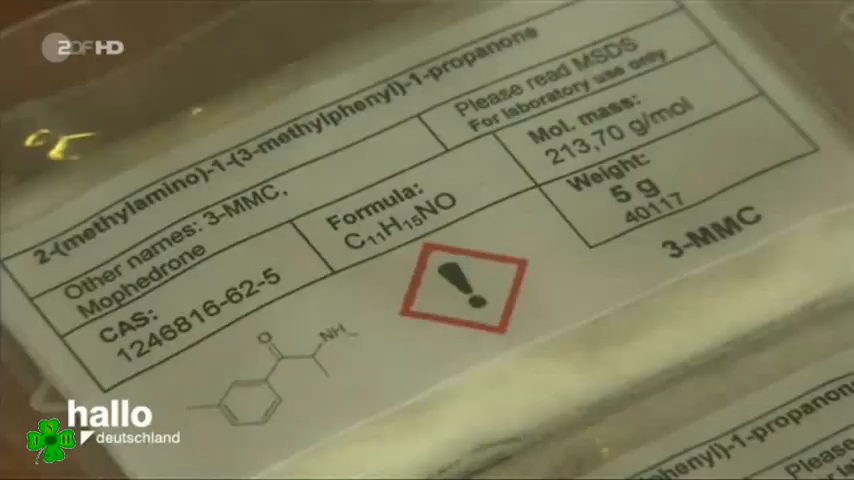 ZDF HD
2-(methylamino)-1-(3-methylphenyl)-1-propanone
Please read MSDS
For laboratory use only
Other names: 3-MMC,
Mophedrone
Formula:
C₁₁H₁₅NO
Mol. mass:
213,70 g/mol
CAS:
1246816-62-5
Weight:
5 g
40117
3-MMC
O
NH
hallo
deutschland
phenyl)-1-propanone
Please